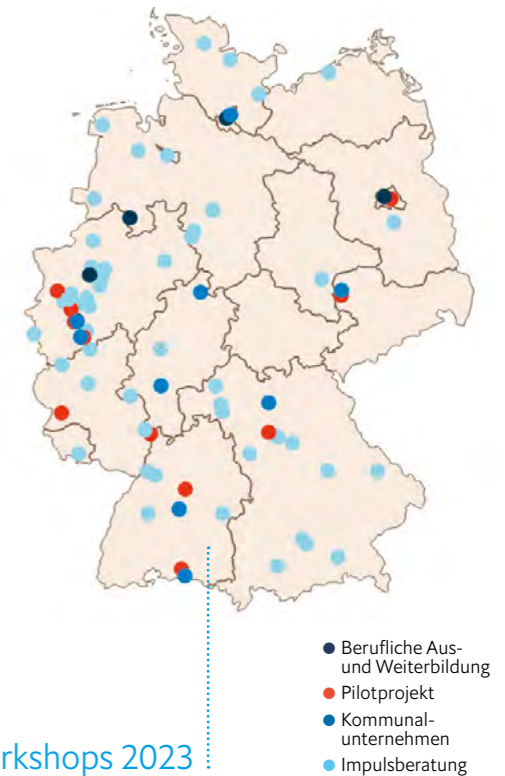 Berufliche Aus-
und Weiterbildung
Pilotprojekt
Kommunal-
unternehmen
Impulsberatung
rkshops 2023